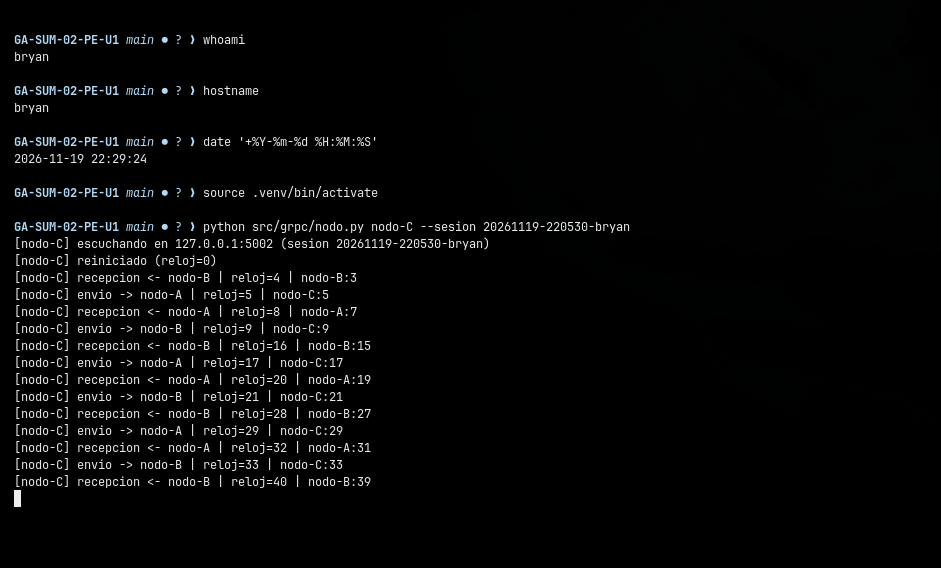 GA-SUM-02-PE-U1 main ● ? ❯ whoami
bryan
GA-SUM-02-PE-U1 main ● ? ❯ hostname
bryan
GA-SUM-02-PE-U1 main ● ? ❯ date '+%Y-%m-%d %H:%M:%S'
2026-11-19 22:29:24
GA-SUM-02-PE-U1 main ● ? ❯ source .venv/bin/activate
GA-SUM-02-PE-U1 main ● ? ❯ python src/grpc/nodo.py nodo-C --sesion 20261119-220530-bryan
[nodo-C] escuchando en 127.0.0.1:5002 (sesion 20261119-220530-bryan)
[nodo-C] reiniciado (reloj=0)
[nodo-C] recepcion <- nodo-B | reloj=4 | nodo-B:3
[nodo-C] envio -> nodo-A | reloj=5 | nodo-C:5
[nodo-C] recepcion <- nodo-A | reloj=8 | nodo-A:7
[nodo-C] envio -> nodo-B | reloj=9 | nodo-C:9
[nodo-C] recepcion <- nodo-B | reloj=16 | nodo-B:15
[nodo-C] envio -> nodo-A | reloj=17 | nodo-C:17
[nodo-C] recepcion <- nodo-A | reloj=20 | nodo-A:19
[nodo-C] envio -> nodo-B | reloj=21 | nodo-C:21
[nodo-C] recepcion <- nodo-B | reloj=28 | nodo-B:27
[nodo-C] envio -> nodo-A | reloj=29 | nodo-C:29
[nodo-C] recepcion <- nodo-A | reloj=32 | nodo-A:31
[nodo-C] envio -> nodo-B | reloj=33 | nodo-C:33
[nodo-C] recepcion <- nodo-B | reloj=40 | nodo-B:39